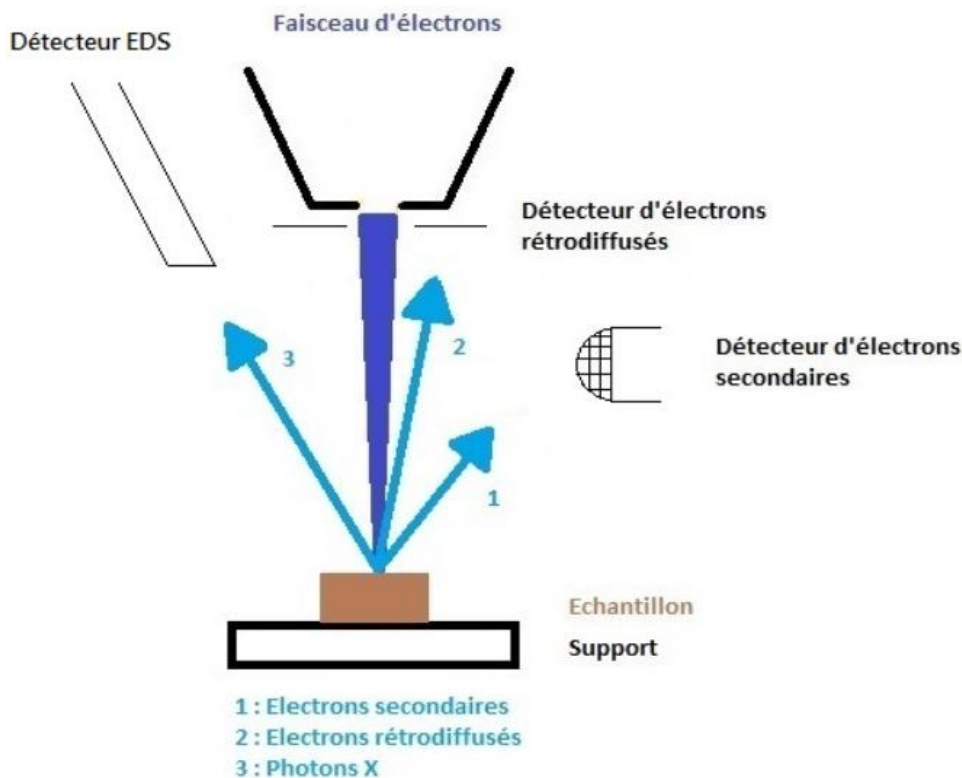 Faisceau d'électrons
Détecteur EDS
Détecteur d'électrons
rétrodiffusés
2
3
Détecteur d'électrons
secondaires
1
Echantillon
Support
1 : Electrons secondaires
2 : Electrons rétrodiffusés
3 : Photons X